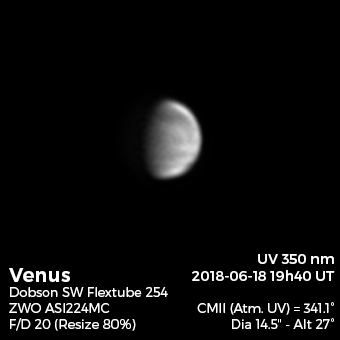 Venus
Dobson SW Flextube 254
ZWO ASI224MC
F/D 20 (Resize 80%)
UV 350 nm
2018-06-18 19h40 UT
CMII (Atm. UV) = 341.1°
Dia 14.5" - Alt 27°